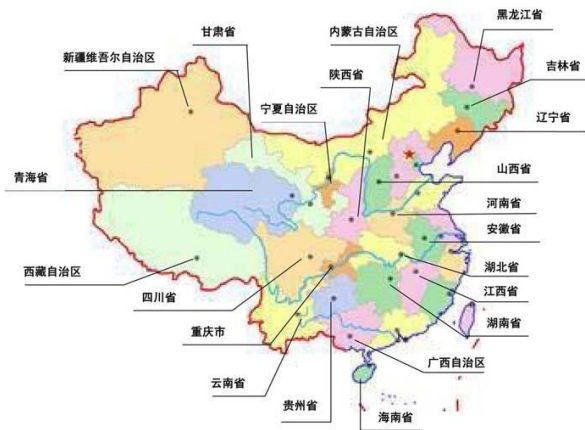 黑龙江省
甘肃省
内蒙古自治区
新疆维吾尔自治区
陕西省
吉林省
宁夏自治区
辽宁省
青海省
山西省
河南省
安徽省
西藏自治区
湖北省
四川省
江西省
重庆市
湖南省
云南省
广西自治区
贵州省
海南省